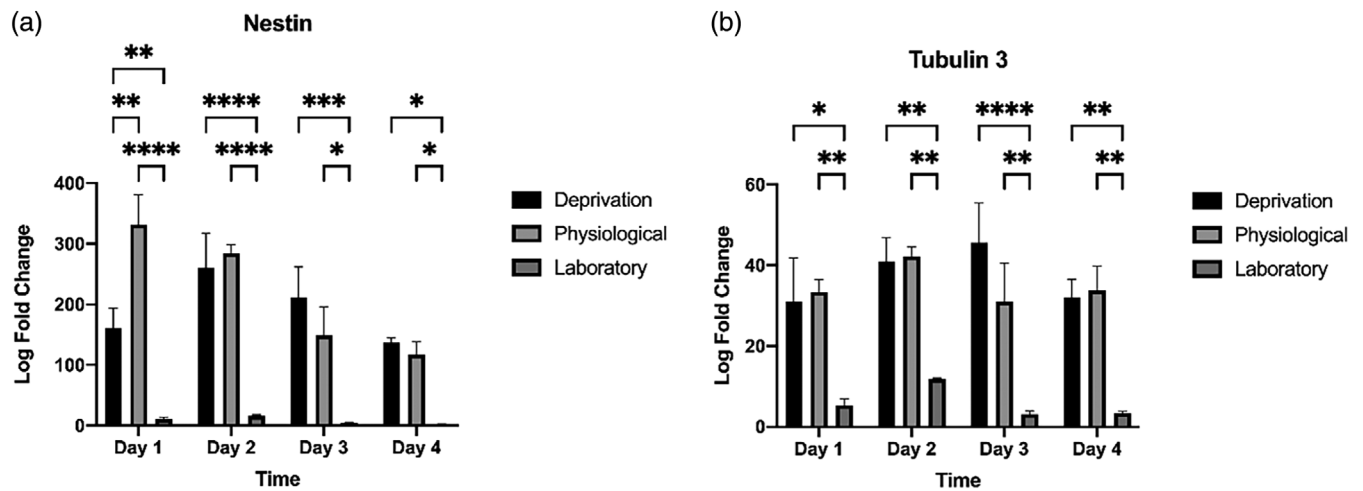 (a)
Nestin
**
** **** *** *
**** **** * *
400
300
200
100
0
Log Fold Change
Day 1 Day 2 Day 3 Day 4
Time
Deprivation
Physiological
Laboratory
(b)
Tubulin 3
* ** **** **
** ** ** **
60
40
20
0
Log Fold Change
Day 1 Day 2 Day 3 Day 4
Time
Deprivation
Physiological
Laboratory